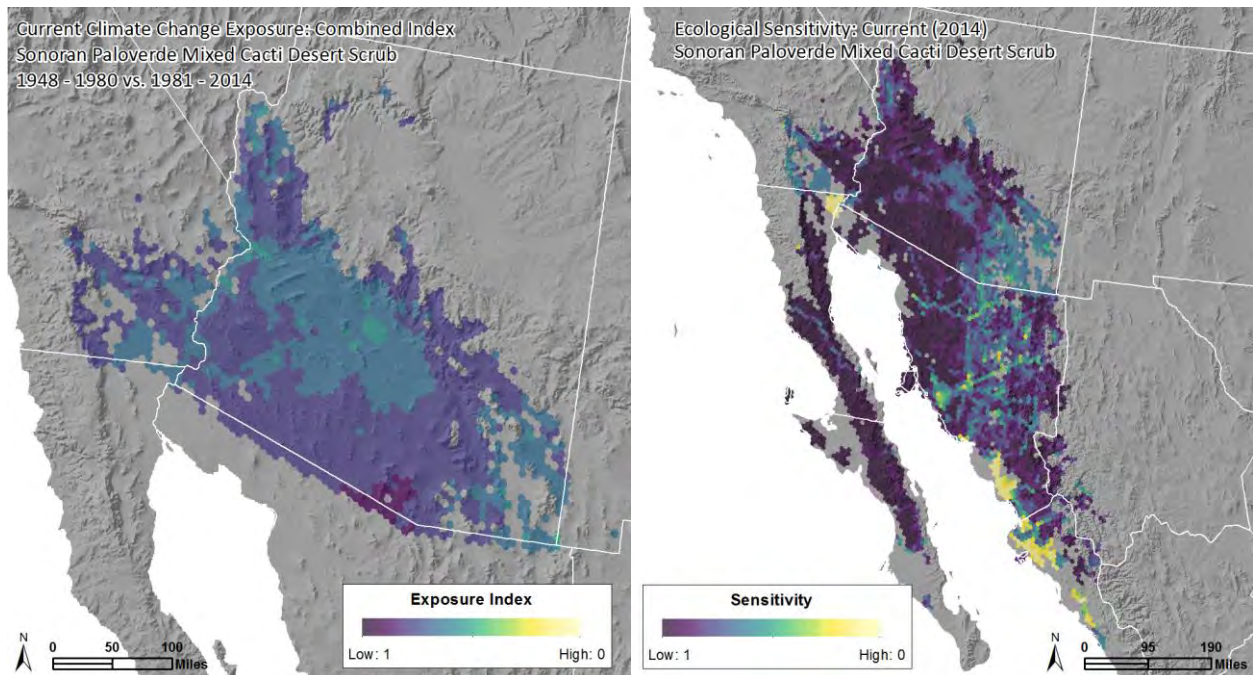 Current Climate Change Exposure: Combined Index
Sonoran Paloverde Mixed Cacti Desert Scrub
1948 - 1980 vs. 1981 - 2014
Exposure Index
Low: 1
High: 0
N
0 50 100
Miles
Ecological Sensitivity: Current (2014)
Sonoran Paloverde Mixed Cacti Desert Scrub
Sensitivity
Low: 1
High: 0
N
0 95 190
Miles